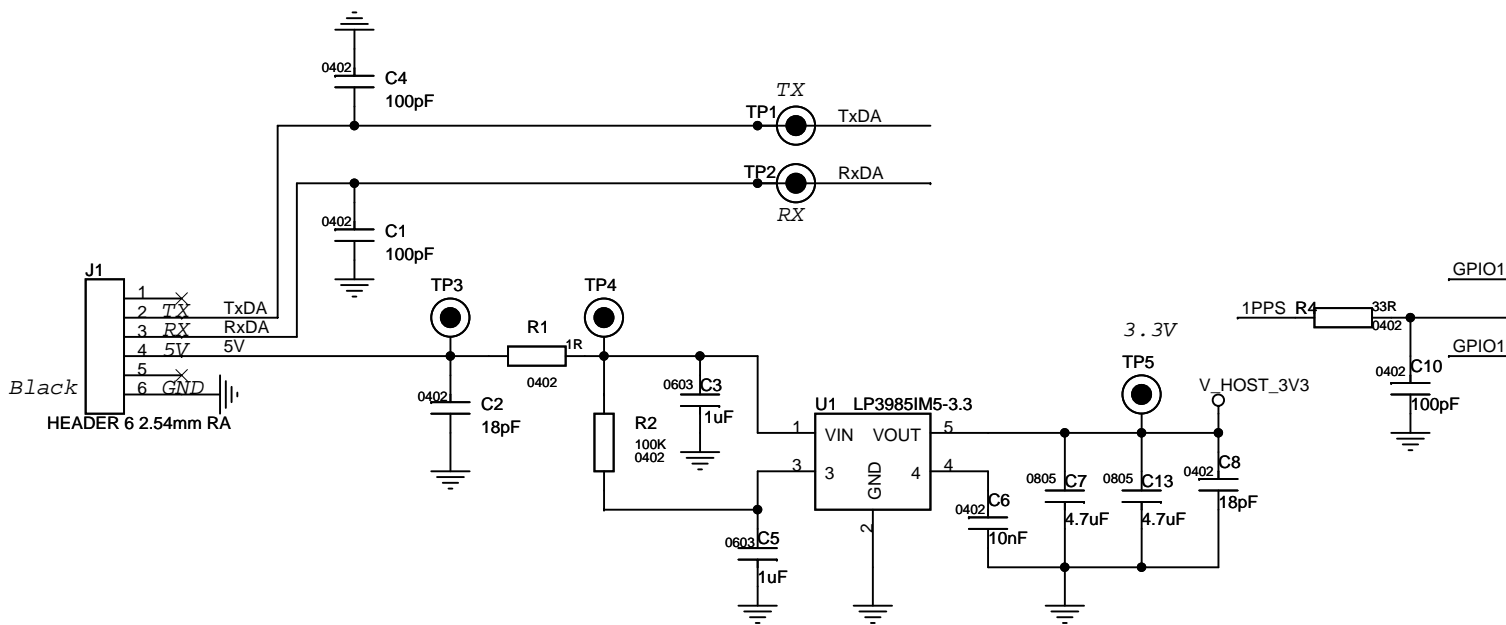 0402
C4
100pF
TX
TP1
TxDA
TP2
RxDA
RX
0402
C1
100pF
J1
1
2
TX
TxDA
3
RX
RxDA
4
5V
5V
5
6
GND
Black
HEADER 6 2.54mm RA
TP3
TP4
R1
1R
0402
0402
C2
18pF
R2
100K
0402
0603
C3
1uF
U1
LP3985IM5-3.3
1
VIN
VOUT
5
3
3
4
4
GND
2
0603
C5
1uF
0402
C6
10nF
0805
C7
4.7uF
0805
C13
4.7uF
0402
C8
18pF
3.3V
TP5
V_HOST_3V3
1PPS
R4
33R
0402
GPIO1
GPIO1
0402
C10
100pF